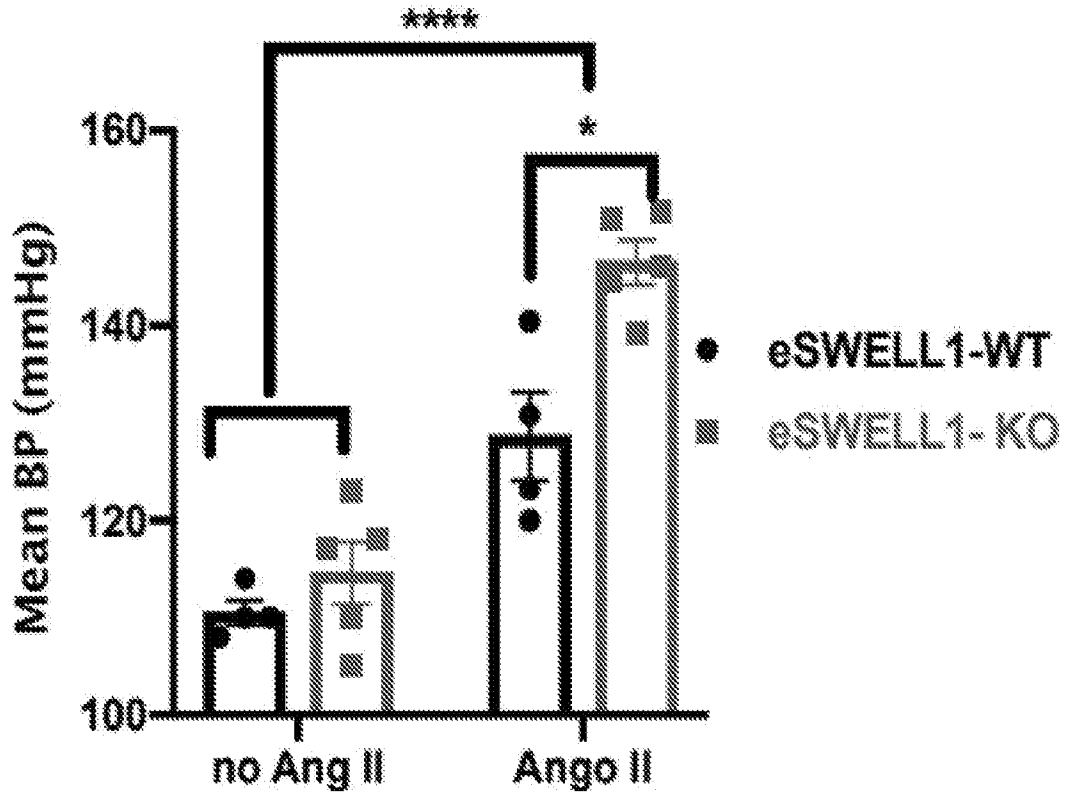 ****
*
160
140
120
100
Mean BP (mmHg)
no Ang II
Ango II
eSWELL1-WT
eSWELL1- KO